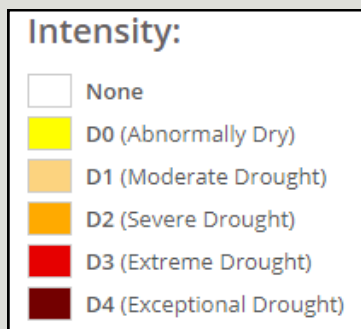 Intensity:
None
D0 (Abnormally Dry)
D1 (Moderate Drought)
D2 (Severe Drought)
D3 (Extreme Drought)
D4 (Exceptional Drought)